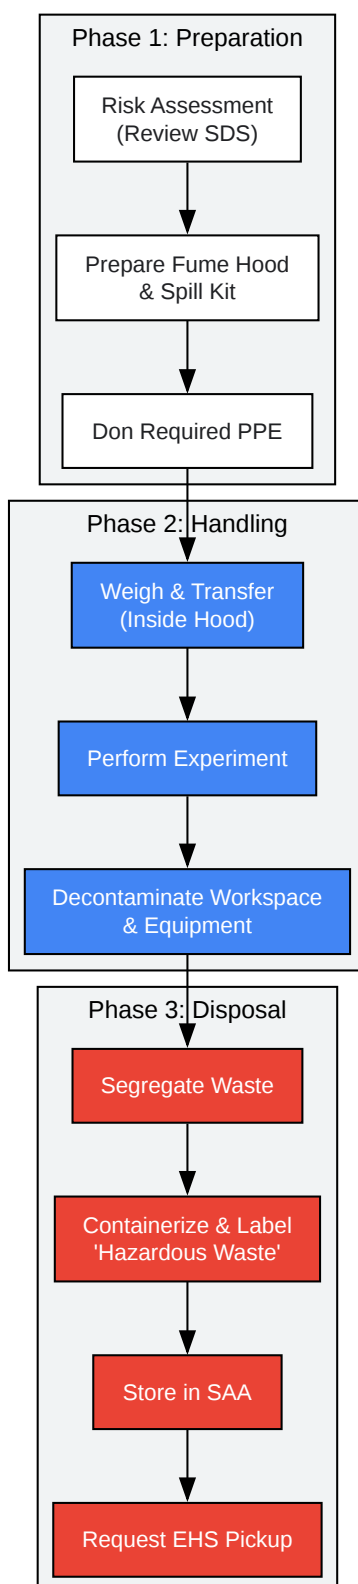 Phase 1: Preparation
Risk Assessment
(Review SDS)
Prepare Fume Hood
& Spill Kit
Don Required PPE
Phase 2: Handling
Weigh & Transfer
(Inside Hood)
Perform Experiment
Decontaminate Workspace
& Equipment
Phase 3: Disposal
Segregate Waste
Containerize & Label
'Hazardous Waste'
Store in SAA
Request EHS Pickup